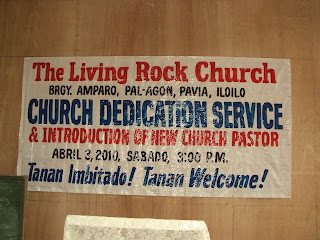 The Living Rock Church
BRGY. AMPARO, PAL-AGON, PAVIA, ILOILO
CHURCH DEDICATION SERVICE
& INTRODUCTION OF NEW CHURCH PASTOR
ABRIL 3, 2010, SABADO, 3:00 P.M.
Tanan Imbitado! Tanan Welcome!